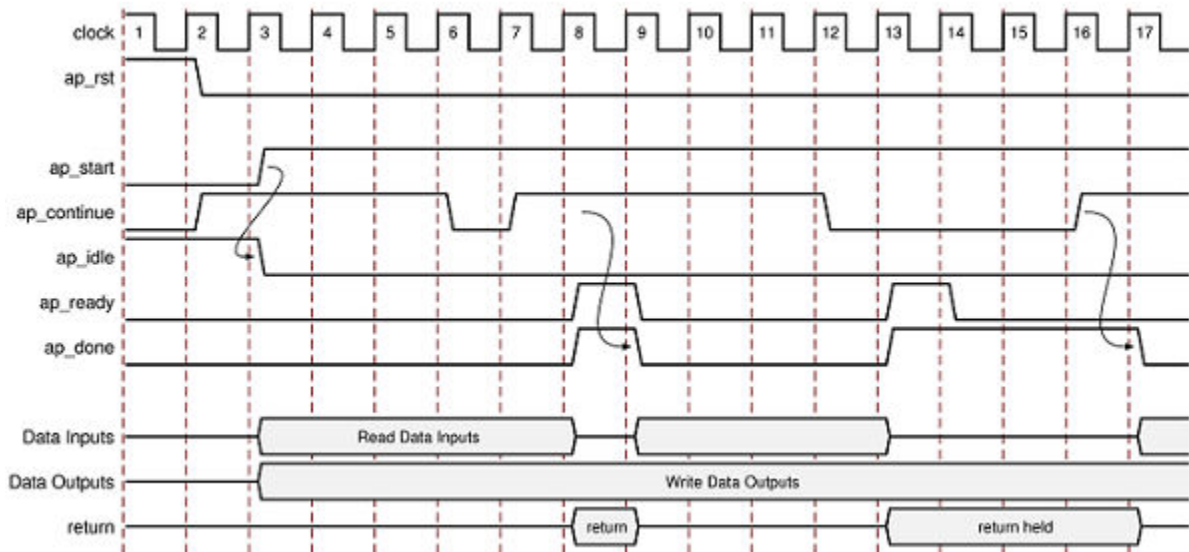 clock 1 2 3 4 5 6 7 8 9 10 11 12 13 14 15 16 17
ap_rst
ap_start
ap_continue
ap_idle
ap_ready
ap_done
Data Inputs Read Data Inputs
Data Outputs Write Data Outputs
return return return held